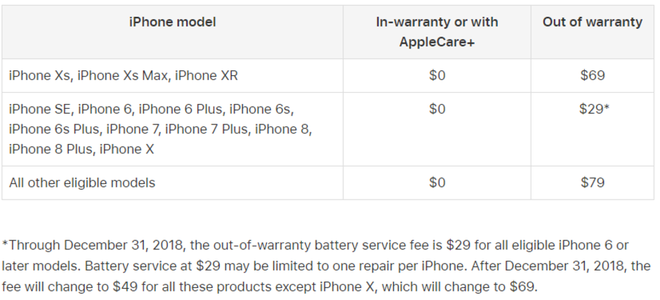 iPhone model In-warranty or with AppleCare+ Out of warranty
iPhone Xs, iPhone Xs Max, iPhone XR $0 $69
iPhone SE, iPhone 6, iPhone 6 Plus, iPhone 6s, $0 $29*
iPhone 6s Plus, iPhone 7, iPhone 7 Plus, iPhone 8,
iPhone 8 Plus, iPhone X
All other eligible models $0 $79
*Through December 31, 2018, the out-of-warranty battery service fee is $29 for all eligible iPhone 6 or
later models. Battery service at $29 may be limited to one repair per iPhone. After December 31, 2018, the
fee will change to $49 for all these products except iPhone X, which will change to $69.